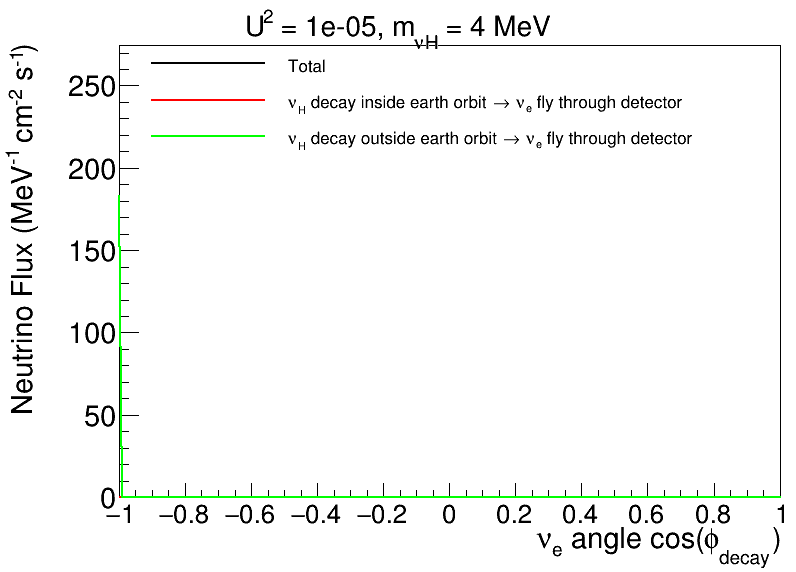 U² = 1e-05, m_νH = 4 MeV
Total
ν_H decay inside earth orbit → ν_e fly through detector
ν_H decay outside earth orbit → ν_e fly through detector
Neutrino Flux (MeV⁻¹ cm⁻² s⁻¹)
250
200
150
100
50
0
−1 −0.8 −0.6 −0.4 −0.2 0 0.2 0.4 0.6 0.8 1
ν_e angle cos(ϕ_decay)